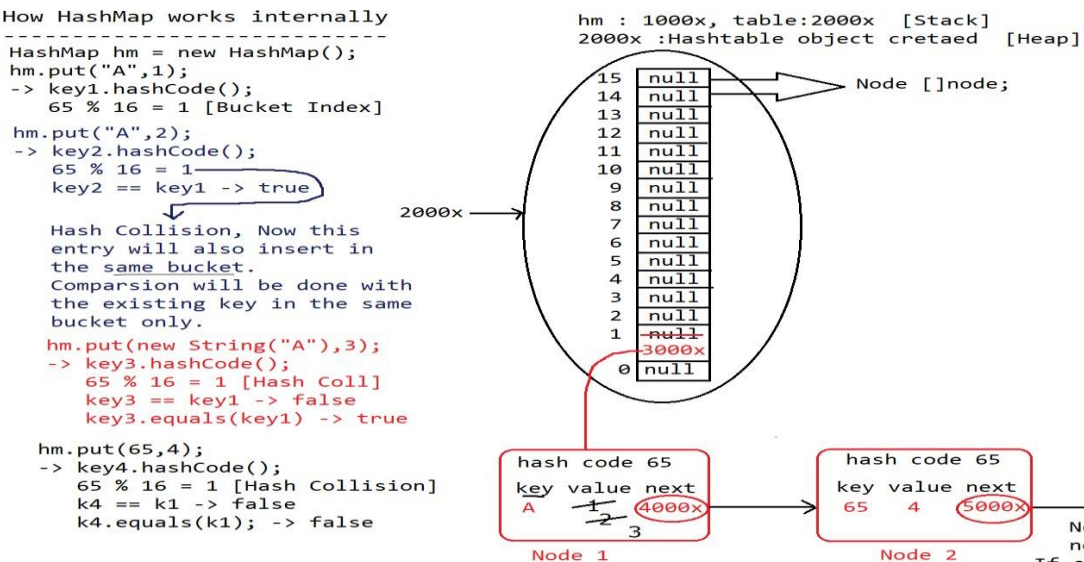 How HashMap works internally
-----------------------------
HashMap hm = new HashMap();
hm.put("A",1);
-> key1.hashCode();
65 % 16 = 1 [Bucket Index]
hm.put("A",2);
-> key2.hashCode();
65 % 16 = 1
key2 == key1 -> true
Hash Collision, Now this
entry will also insert in
the same bucket.
Comparsion will be done with
the existing key in the same
bucket only.
hm.put(new String("A"),3);
-> key3.hashCode();
65 % 16 = 1 [Hash Coll]
key3 == key1 -> false
key3.equals(key1) -> true
hm.put(65,4);
-> key4.hashCode();
65 % 16 = 1 [Hash Collision]
k4 == k1 -> false
k4.equals(k1); -> false
hm : 1000x, table:2000x [Stack]
2000x :Hashtable object cretaed [Heap]
15 null
14 null
13 null
12 null
11 null
10 null
9 null
8 null
7 null
6 null
5 null
4 null
3 null
2 null
1 null
3000x
0 null
Node []node;
2000x
hash code 65
key value next
A 1 4000x
2
3
Node 1
hash code 65
key value next
65 4 5000x
Node 2